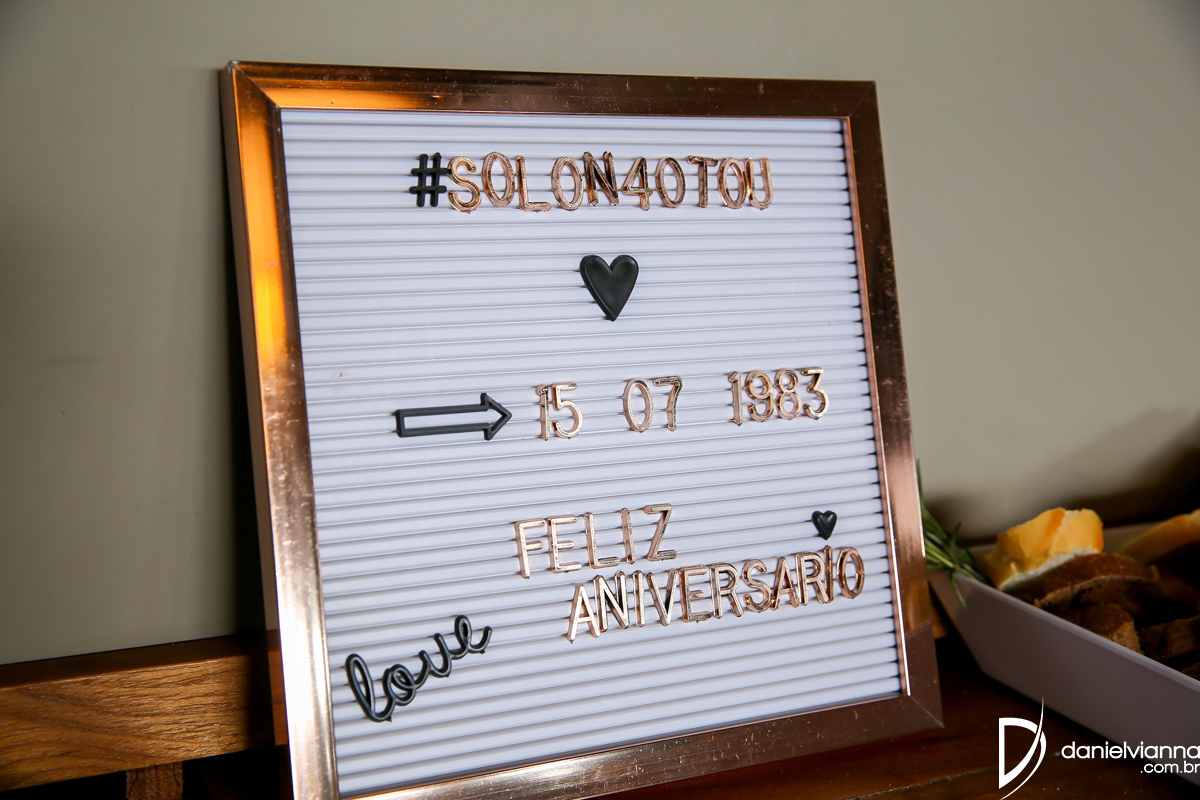 #SOLON40TOU
15 07 1983
FELIZ
ANIVERSARIO
love
danielvianna
.com.br